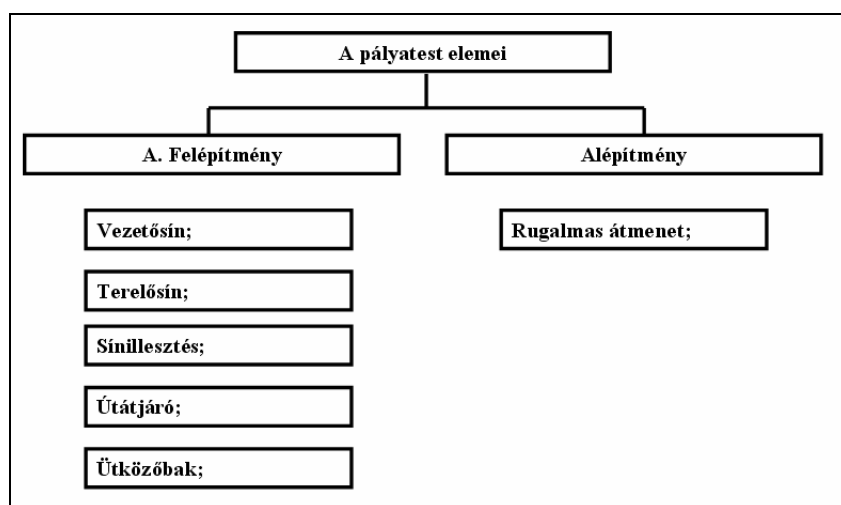 A pályatest elemei
A. Felépítmény
Alépítmény
Vezetősín;
Rugalmas átmenet;
Terelősín;
Sínillesztés;
Útátjáró;
Ütközőbak;